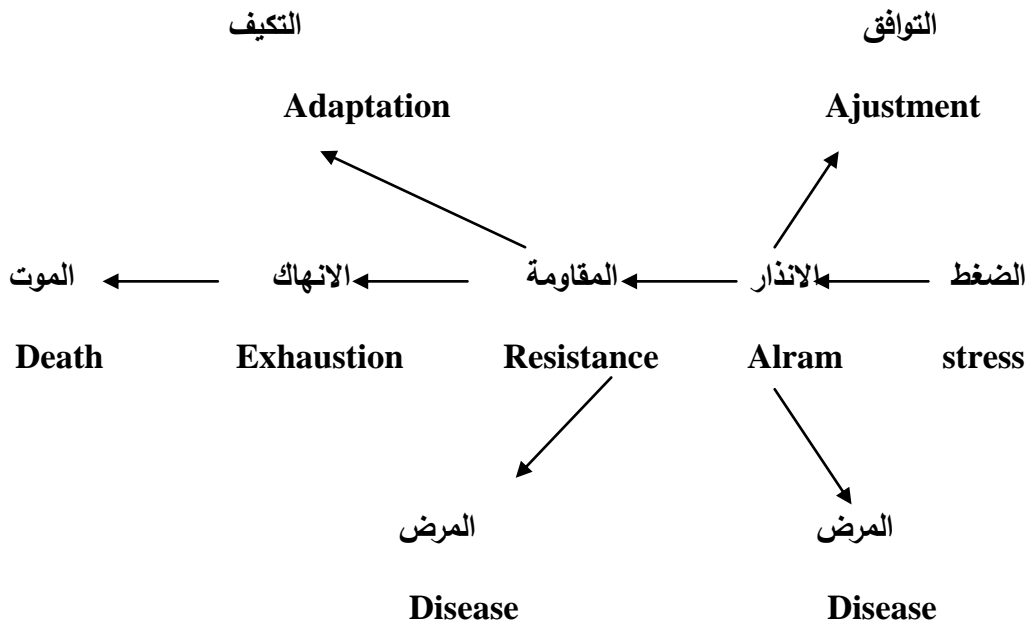 التوافق التكيف
Ajustment Adaptation
الضغط الانذار المقاومة الانهاك الموت
stress Alram Resistance Exhaustion Death
المرض المرض
Disease Disease